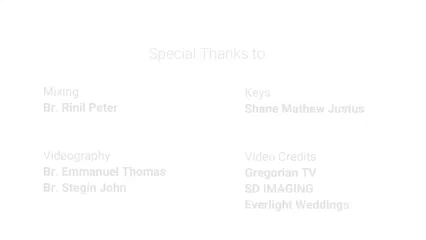 Special Thanks to
Mixing
Br. Rinil Peter
Keys
Shane Mathew Justus
Videography
Br. Emmanuel Thomas
Br. Stegin John
Video Credits
Gregorian TV
SD IMAGING
Everlight Weddings